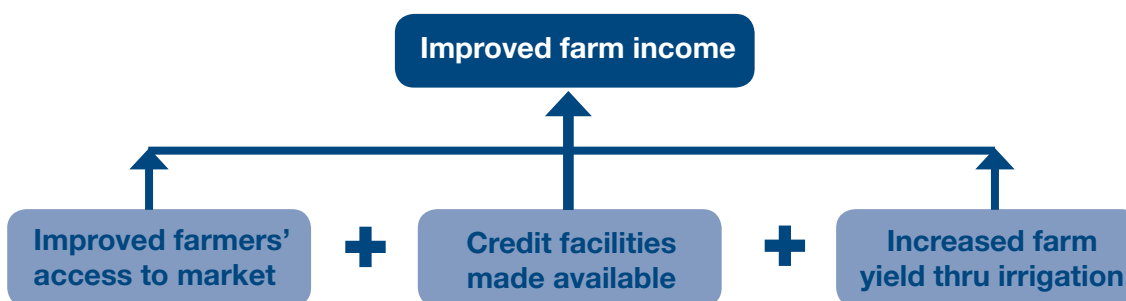 Improved farm income
Improved farmers’
access to market
+
Credit facilities
made available
+
Increased farm
yield thru irrigation